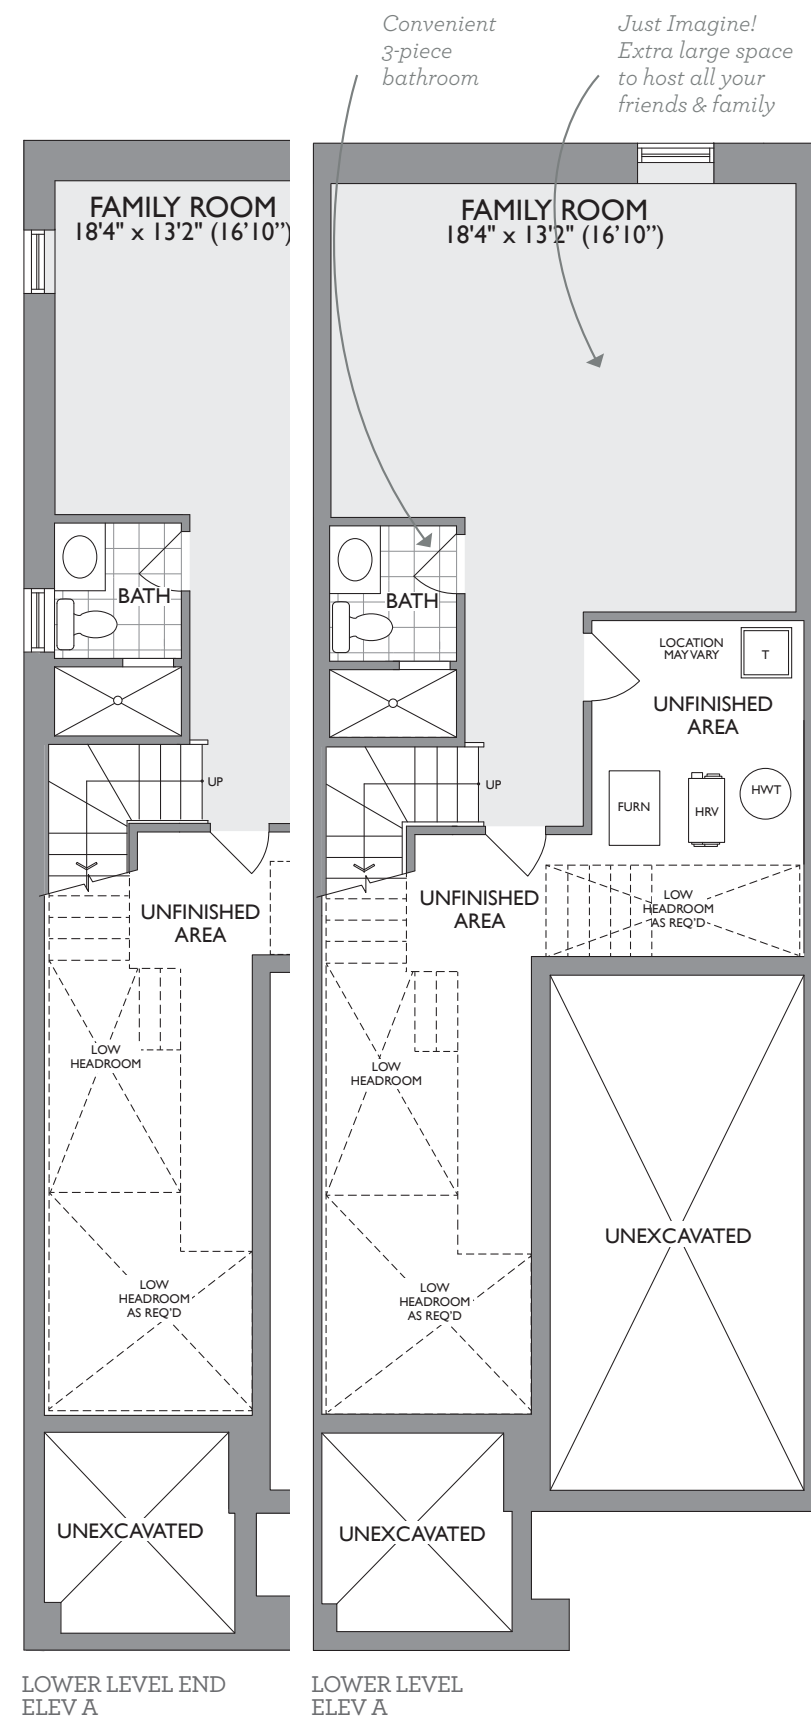 Convenient
3-piece
bathroom
Just Imagine!
Extra large space
to host all your
friends & family
FAMILY ROOM
18'4" x 13'2" (16'10")
BATH
UP
UNFINISHED
AREA
LOW
HEADROOM
LOW
HEADROOM
AS REQ'D
UNEXCAVATED
LOWER LEVEL END
ELEV A
FAMILY ROOM
18'4" x 13'2" (16'10")
BATH
LOCATION
MAY VARY
T
UNFINISHED
AREA
UP
FURN
HRV
HWT
UNFINISHED
AREA
LOW
HEADROOM
AS REQ'D
LOW
HEADROOM
UNEXCAVATED
LOW
HEADROOM
AS REQ'D
UNEXCAVATED
LOWER LEVEL
ELEV A